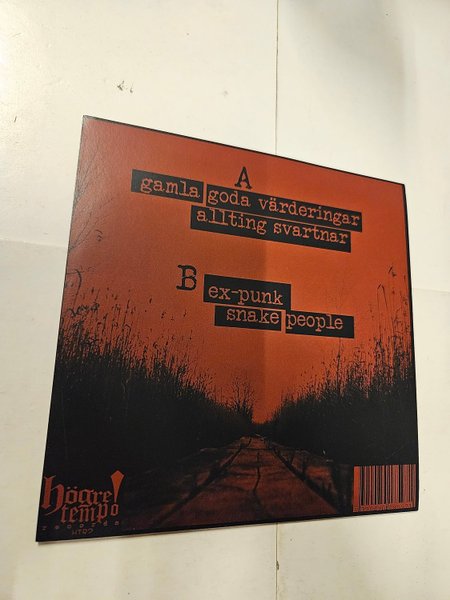 A
gamla goda värderingar
allting svartnar
B
ex-punk
snake people
högre!
tempo
records